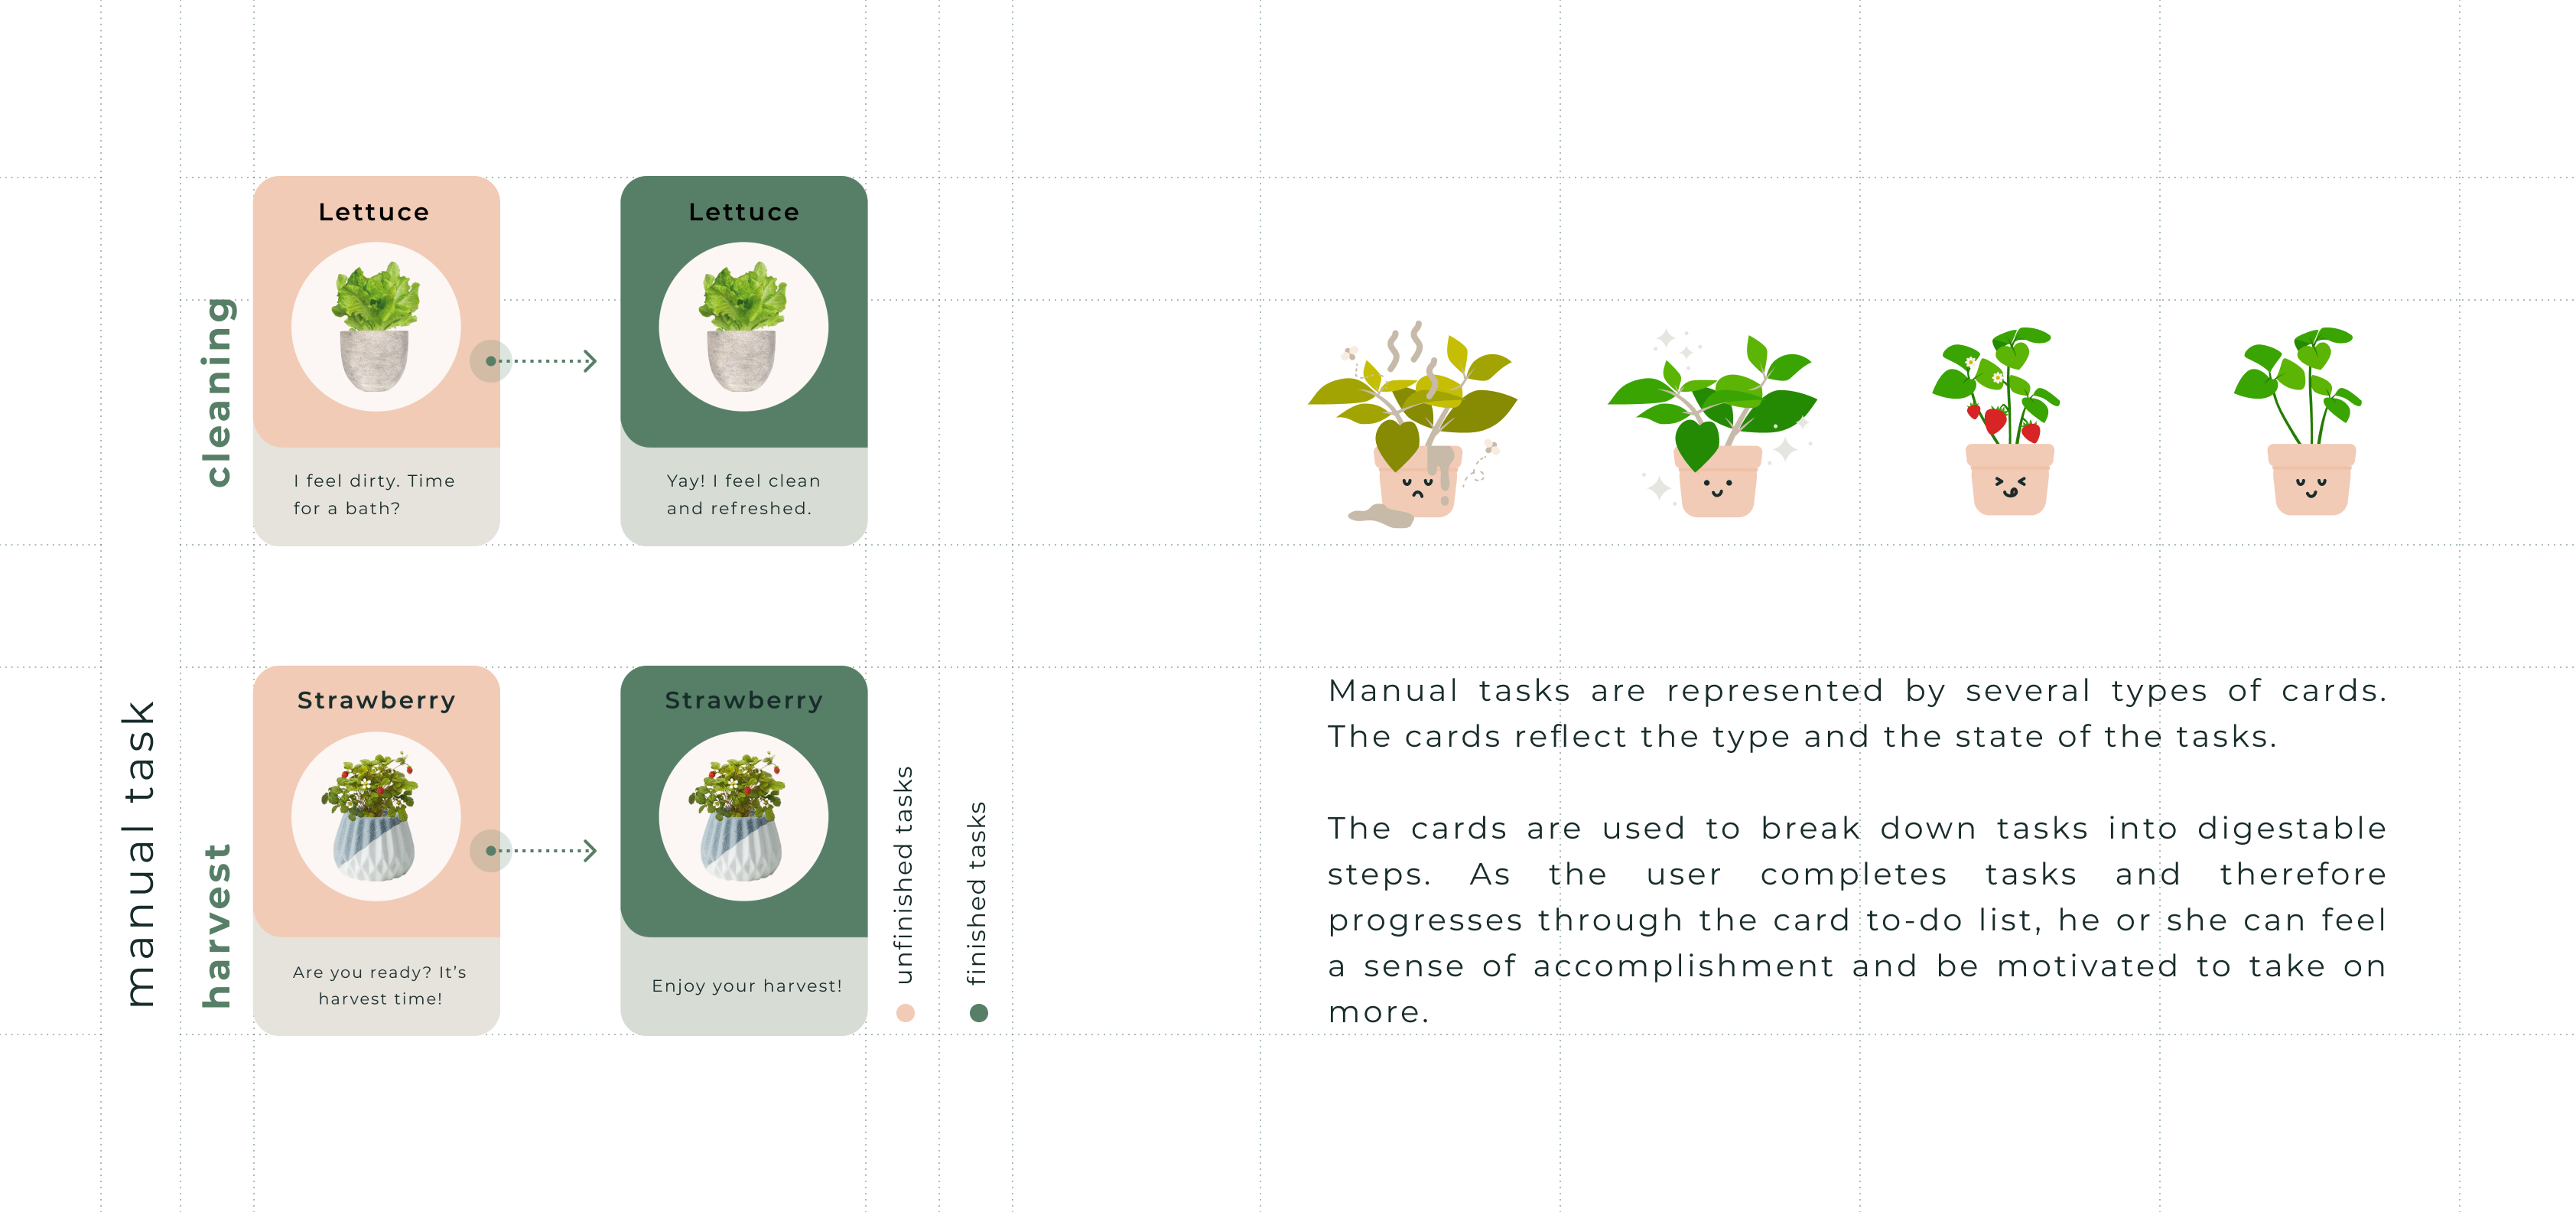 manual task
cleaning
Lettuce
I feel dirty. Time
for a bath?
Lettuce
Yay! I feel clean
and refreshed.
harvest
Strawberry
Are you ready? It’s
harvest time!
Strawberry
Enjoy your harvest!
unfinished tasks
finished tasks
Manual tasks are represented by several types of cards.
The cards reflect the type and the state of the tasks.
The cards are used to break down tasks into digestable
steps. As the user completes tasks and therefore
progresses through the card to-do list, he or she can feel
a sense of accomplishment and be motivated to take on
more.